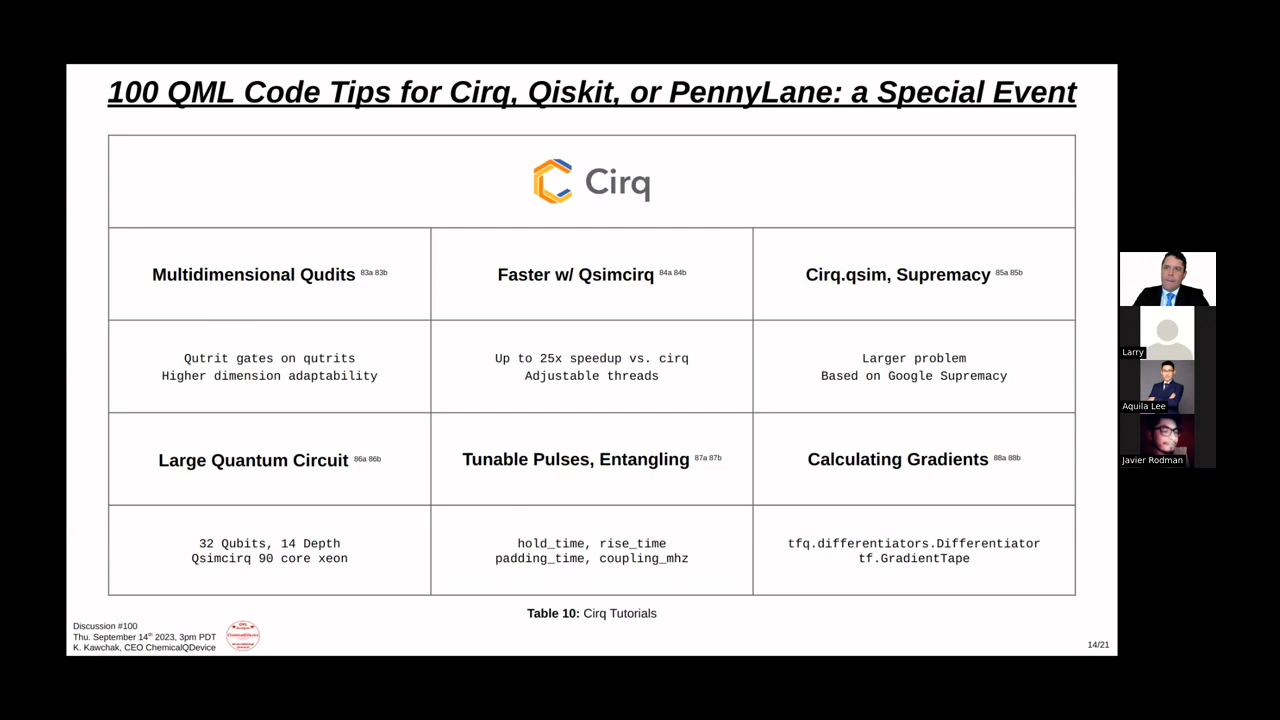 100 QML Code Tips for Cirq, Qiskit, or PennyLane: a Special Event
Cirq
Multidimensional Qudits 83a 83b
Faster w/ Qsimcirq 84a 84b
Cirq.qsim, Supremacy 85a 85b
Qutrit gates on qutrits
Higher dimension adaptability
Up to 25x speedup vs. cirq
Adjustable threads
Larger problem
Based on Google Supremacy
Large Quantum Circuit 86a 86b
Tunable Pulses, Entangling 87a 87b
Calculating Gradients 88a 88b
32 Qubits, 14 Depth
Qsimcirq 90 core xeon
hold_time, rise_time
padding_time, coupling_mhz
tfq.differentiators.Differentiator
tf.GradientTape
Table 10: Cirq Tutorials
Discussion #100
Thu. September 14th 2023, 3pm PDT
K. Kawchak, CEO ChemicalQDevice
ChemicalQDevice
14/21
Larry
Aquila Lee
Javier Rodman